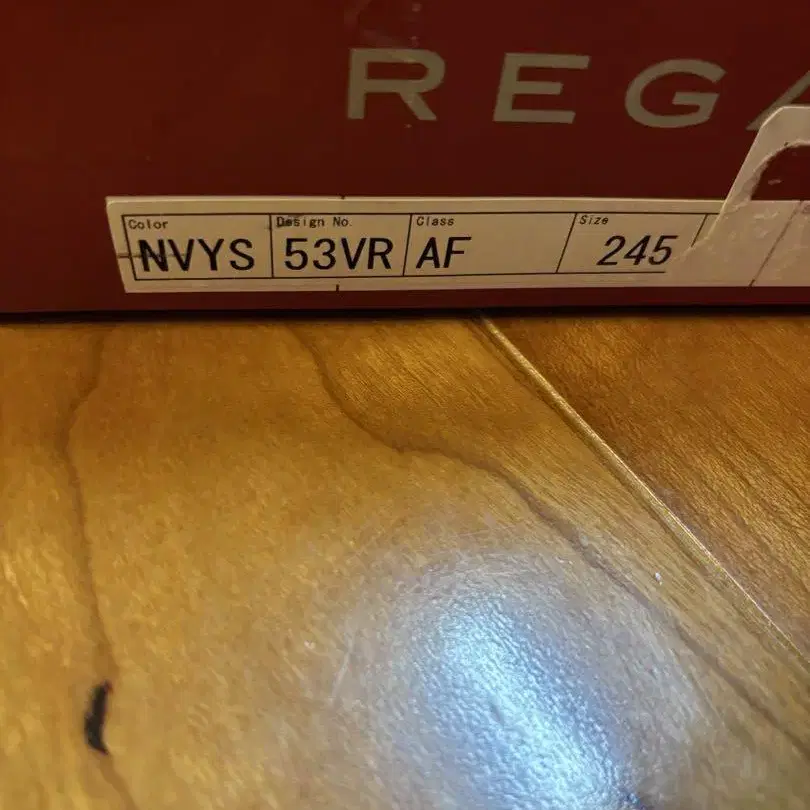 REGA
Color Design No. Class Size
NVYS 53VR AF 245